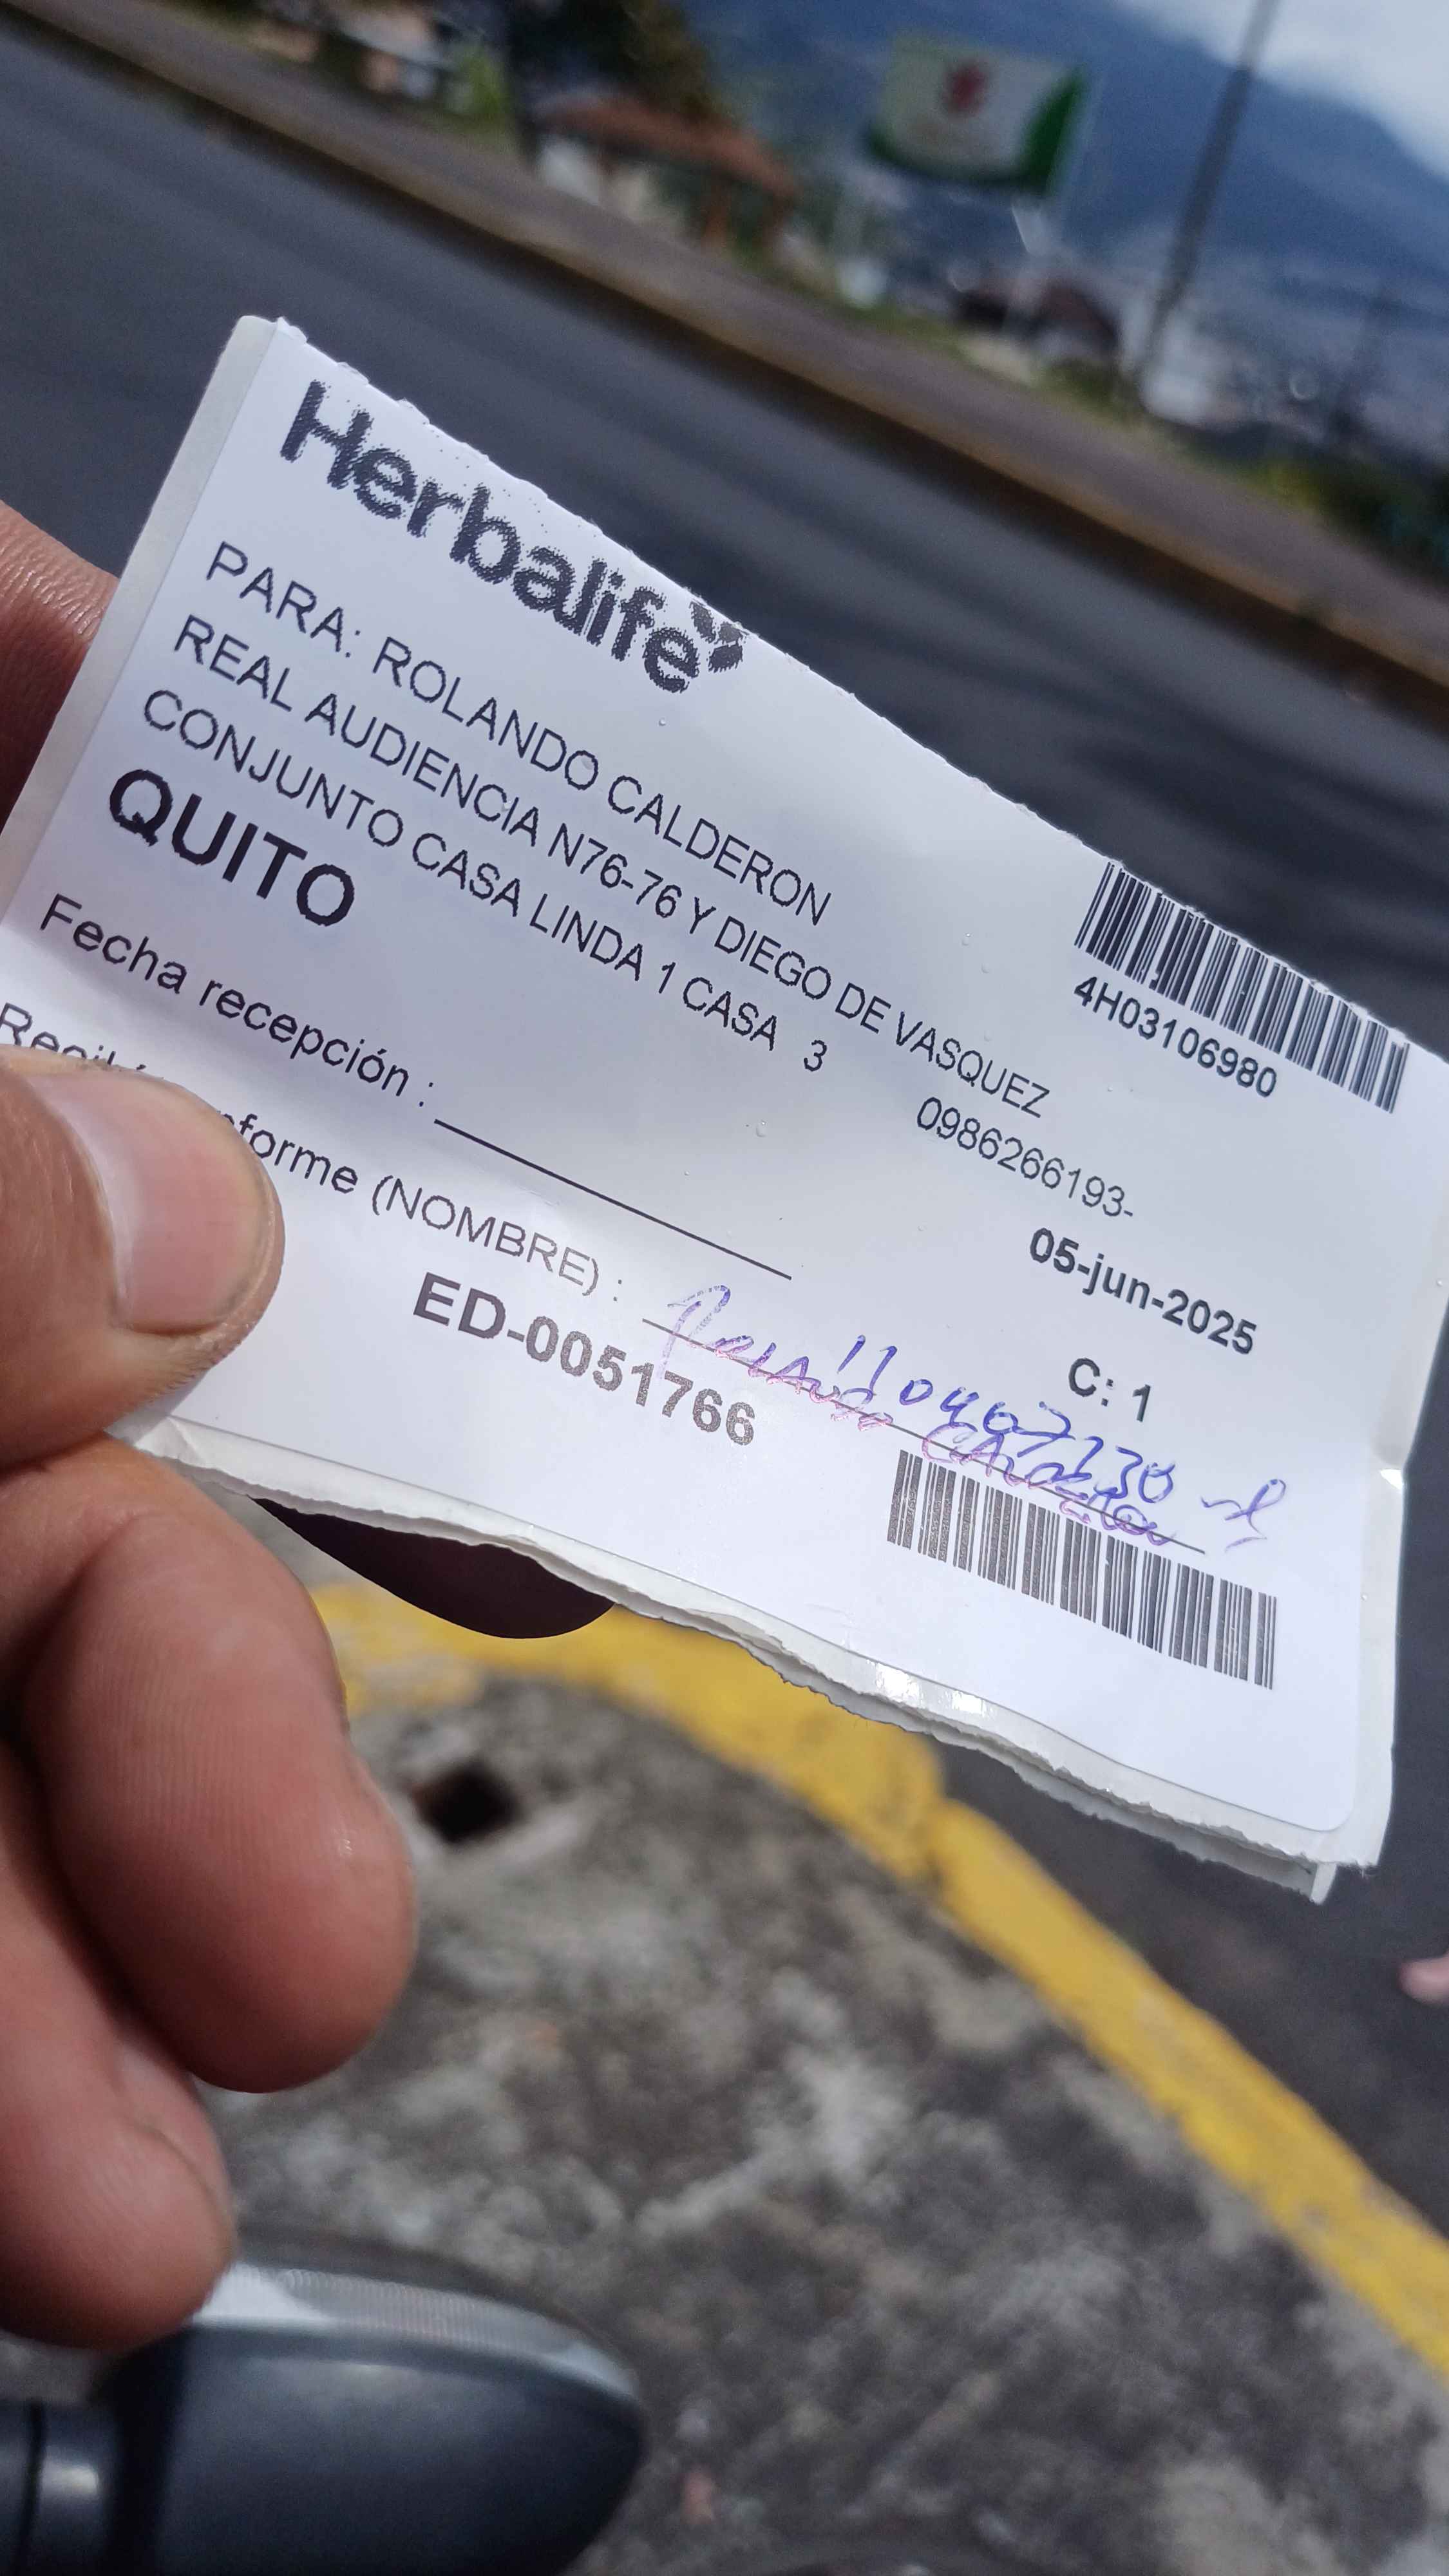 Herbalife
PARA: ROLANDO CALDERON
REAL AUDIENCIA N76-76 Y DIEGO DE VASQUEZ
CONJUNTO CASA LINDA 1 CASA 3
QUITO
4H03106980
0986266193-
05-jun-2025
C: 1
Fecha recepción :
forme (NOMBRE) :
ED-0051766